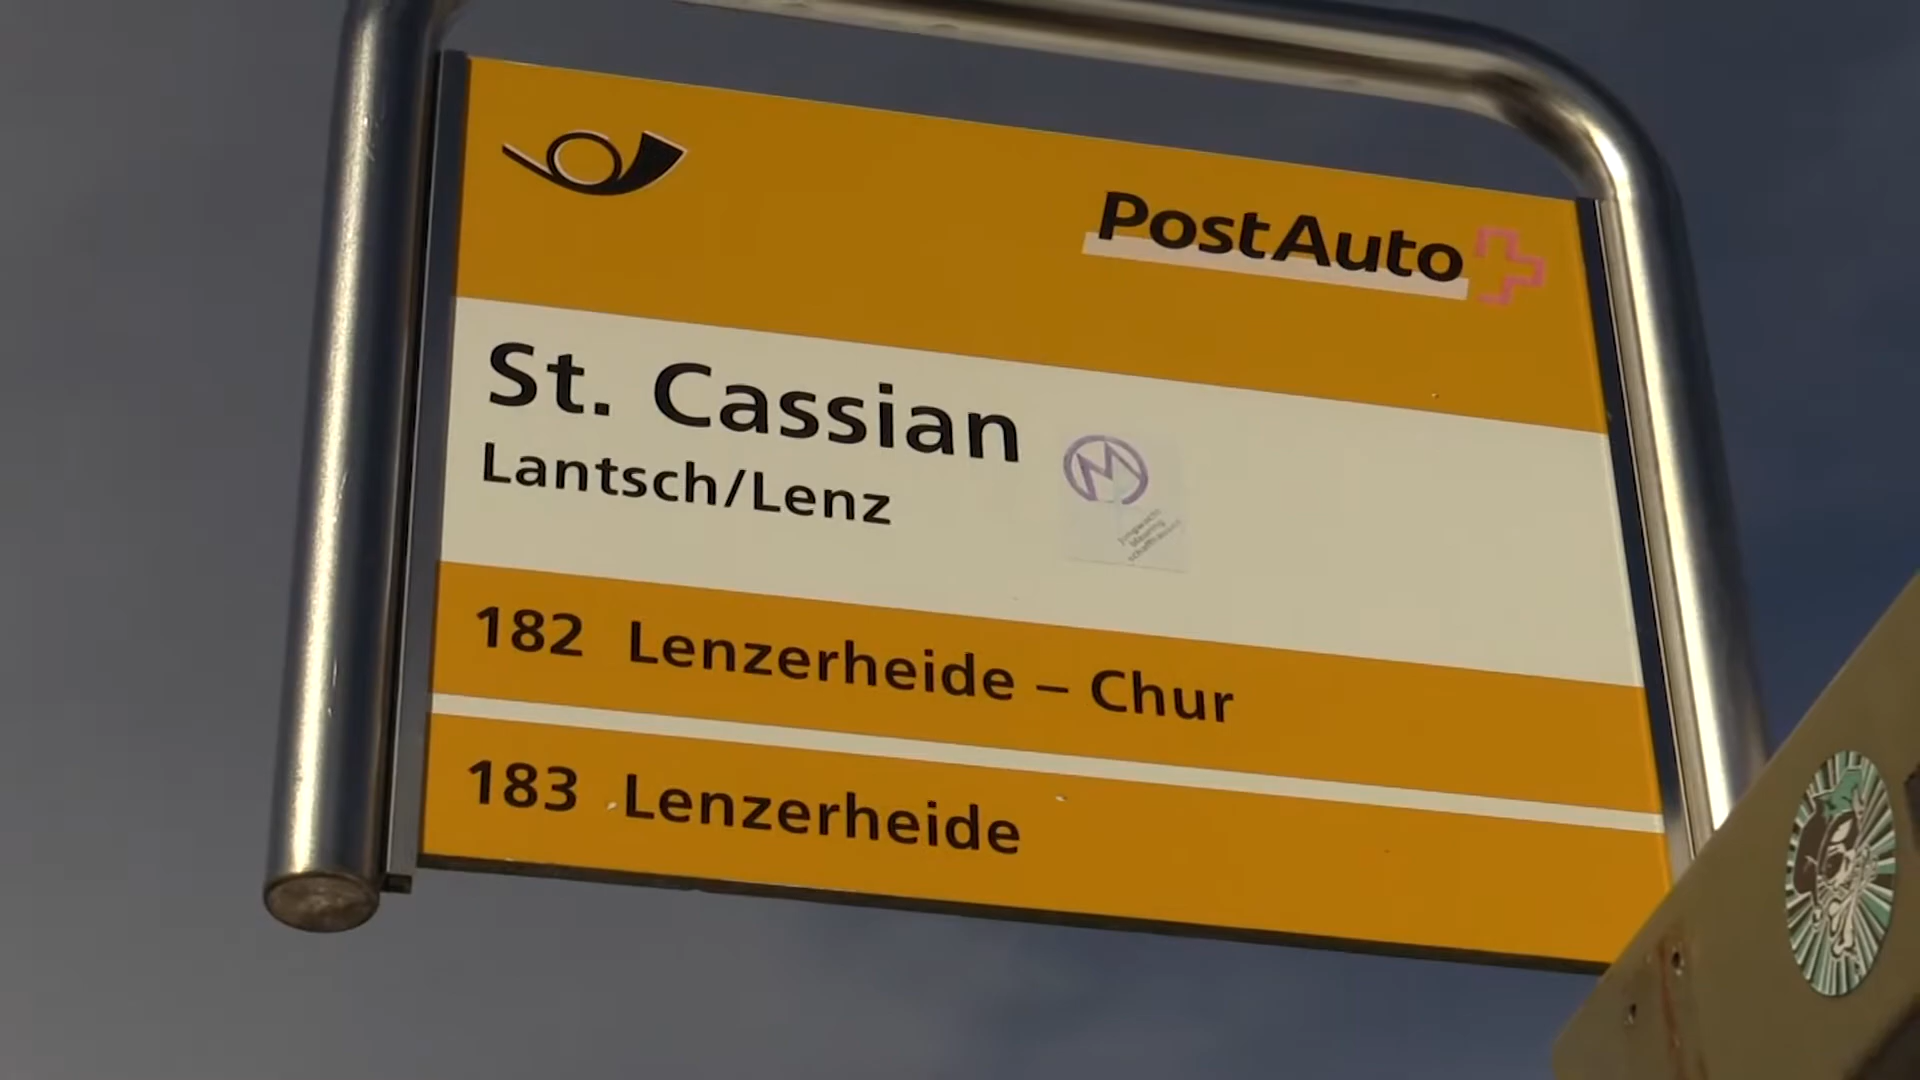 PostAuto
St. Cassian
Lantsch/Lenz
182 Lenzerheide – Chur
183 Lenzerheide